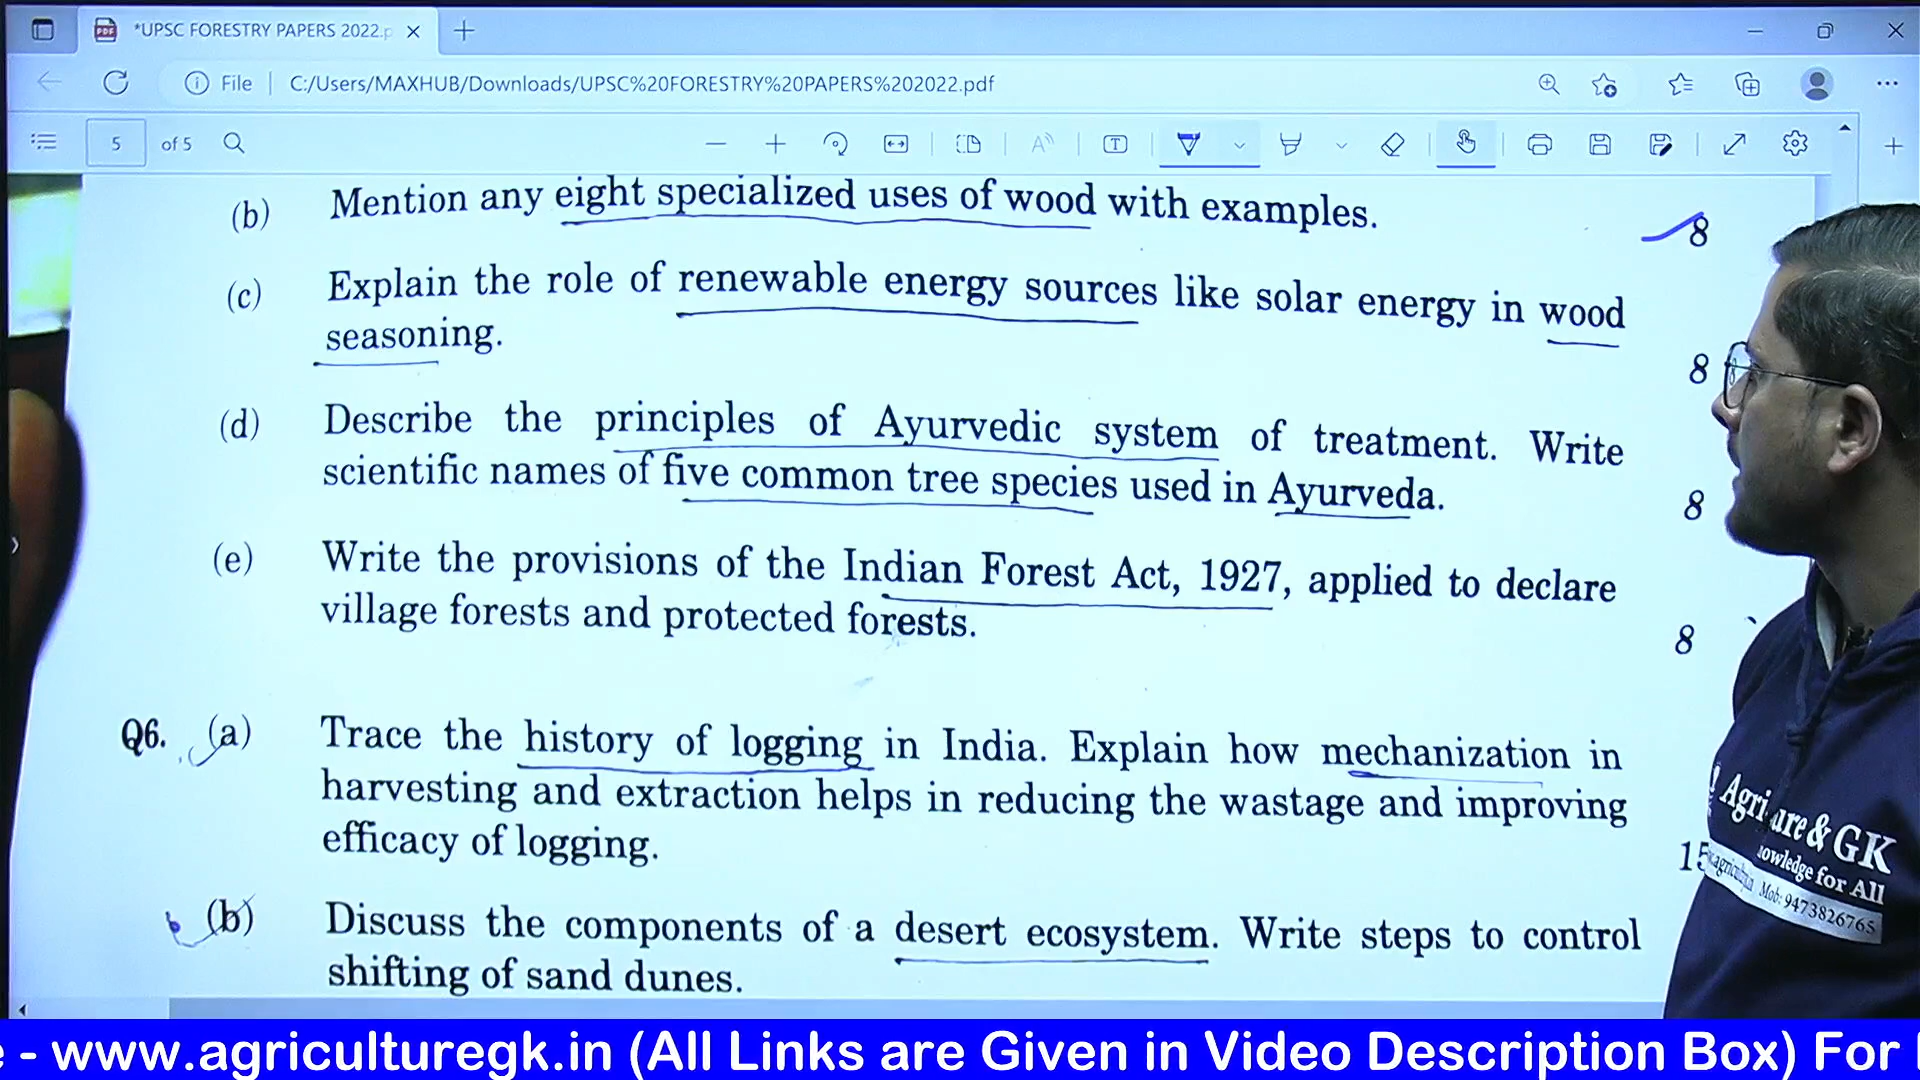 *UPSC FORESTRY PAPERS 2022.p
File
C:/Users/MAXHUB/Downloads/UPSC%20FORESTRY%20PAPERS%202022.pdf
5 of 5
(b) Mention any eight specialized uses of wood with examples. 8
(c) Explain the role of renewable energy sources like solar energy in wood
seasoning. 8
(d) Describe the principles of Ayurvedic system of treatment. Write
scientific names of five common tree species used in Ayurveda. 8
(e) Write the provisions of the Indian Forest Act, 1927, applied to declare
village forests and protected forests. 8
Q6. (a) Trace the history of logging in India. Explain how mechanization in
harvesting and extraction helps in reducing the wastage and improving
efficacy of logging. 15
(b) Discuss the components of a desert ecosystem. Write steps to control
shifting of sand dunes.
& GK
owledge for All
Mob: 9473826765
- www.agriculturegk.in (All Links are Given in Video Description Box) For